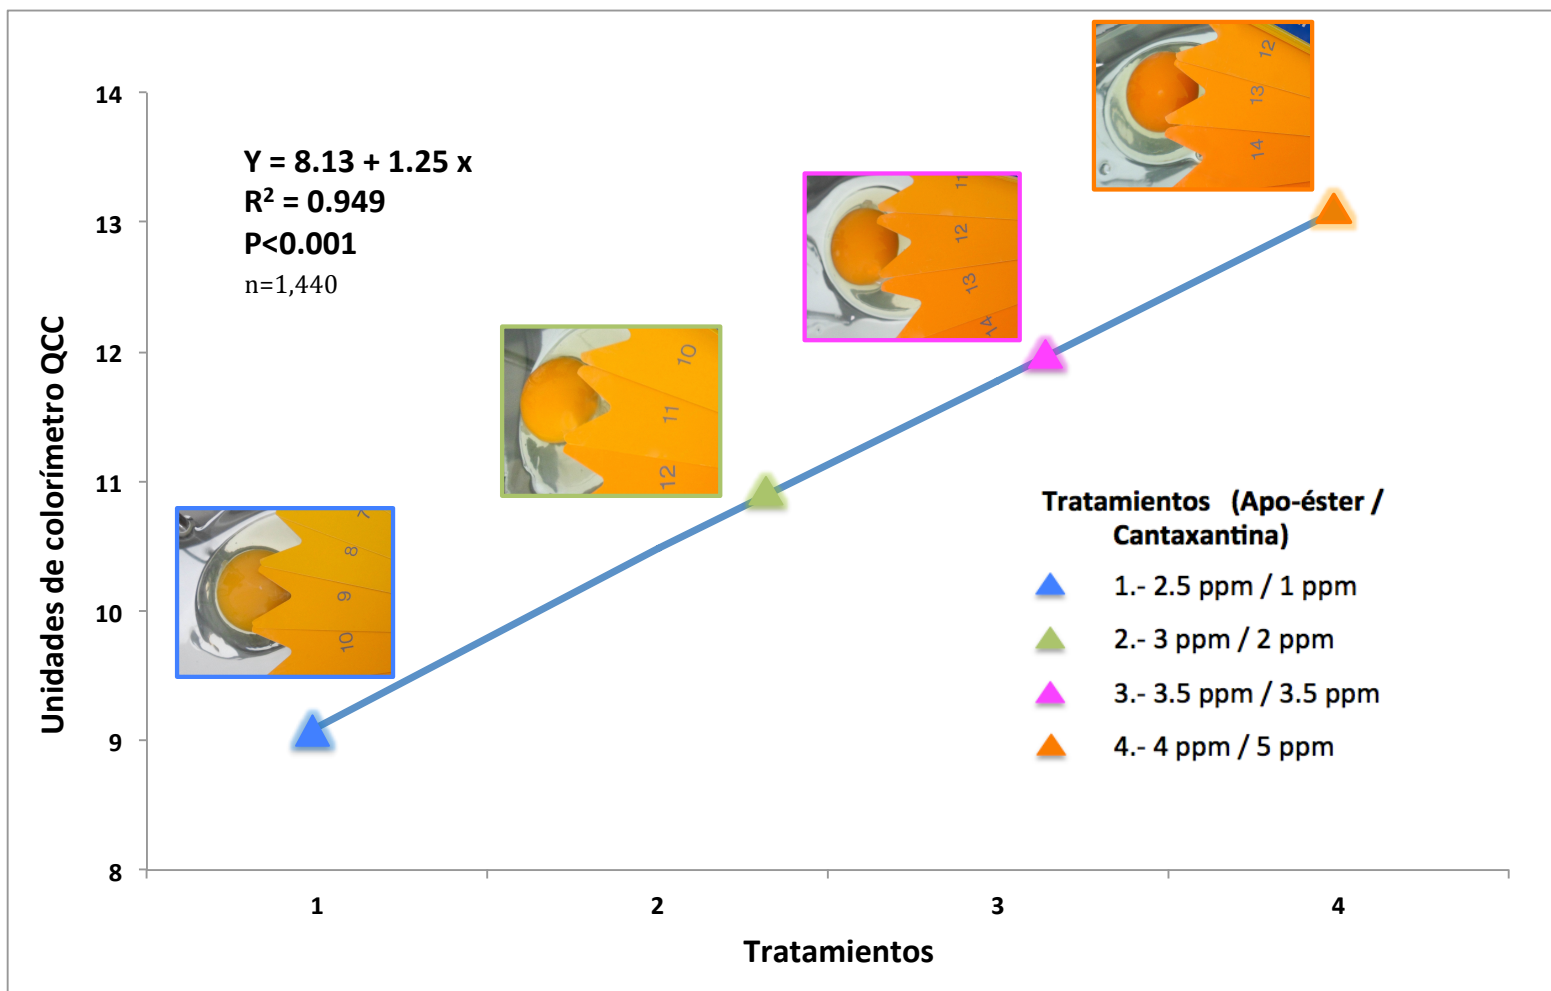 Y = 8.13 + 1.25 x
R² = 0.949
P<0.001
n=1,440
Unidades de colorímetro QCC
14
13
12
11
10
9
8
7
8
9
10
10
11
12
11
12
13
14
12
13
14
Tratamientos (Apo-éster /
Cantaxantina)
1.- 2.5 ppm / 1 ppm
2.- 3 ppm / 2 ppm
3.- 3.5 ppm / 3.5 ppm
4.- 4 ppm / 5 ppm
1
2
3
4
Tratamientos